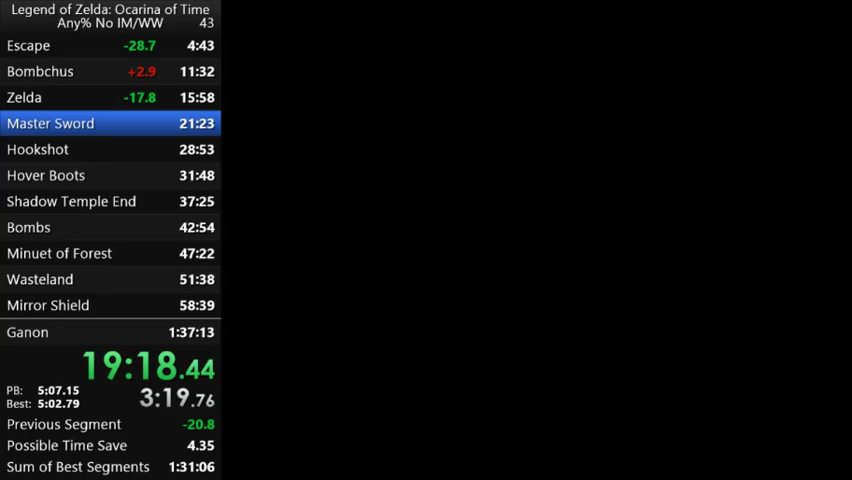 Legend of Zelda: Ocarina of Time
Any% No IM/WW 43
Escape -28.7 4:43
Bombchus +2.9 11:32
Zelda -17.8 15:58
Master Sword 21:23
Hookshot 28:53
Hover Boots 31:48
Shadow Temple End 37:25
Bombs 42:54
Minuet of Forest 47:22
Wasteland 51:38
Mirror Shield 58:39
Ganon 1:37:13
19:18.44
PB: 5:07.15
Best: 5:02.79
3:19.76
Previous Segment -20.8
Possible Time Save 4.35
Sum of Best Segments 1:31:06